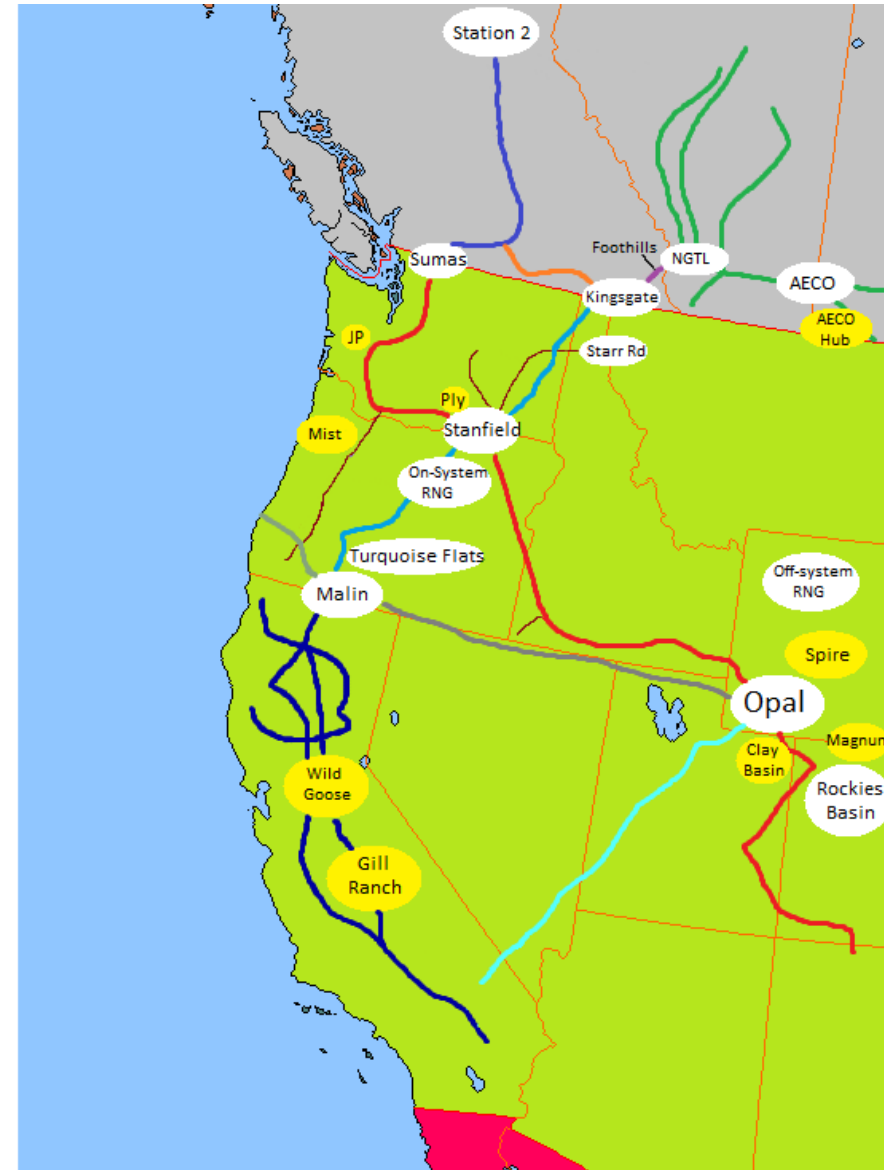 Station 2
Sumas
Foothills
NGTL
Kingsgate
AECO
AECO
Hub
JP
Starr Rd
Ply
Stanfield
Mist
On-System
RNG
Turquoise Flats
Malin
Off-system
RNG
Spire
Opal
Magnum
Clay
Basin
Rockies
Basin
Wild
Goose
Gill
Ranch